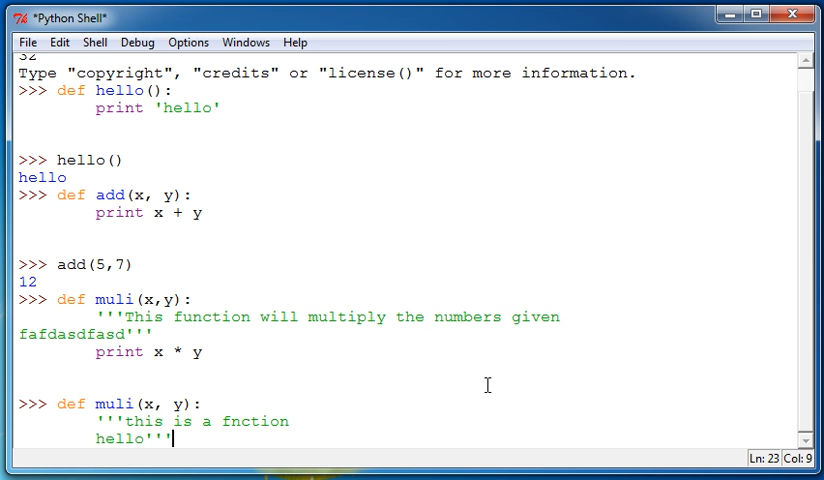 *Python Shell*
File Edit Shell Debug Options Windows Help
32
Type "copyright", "credits" or "license()" for more information.
>>> def hello():
        print 'hello'
>>> hello()
hello
>>> def add(x, y):
        print x + y
>>> add(5,7)
12
>>> def muli(x,y):
        '''This function will multiply the numbers given
fafdasdfasd'''
        print x * y
>>> def muli(x, y):
        '''this is a fnction
        hello'''
Ln: 23 Col: 9